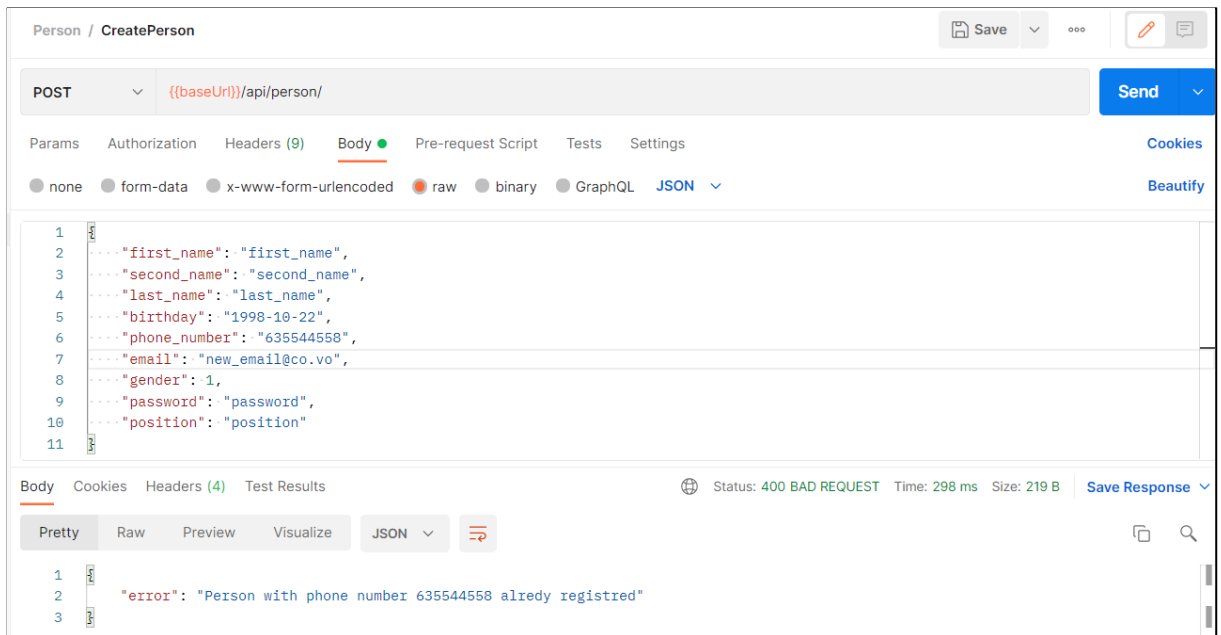 Person / CreatePerson Save ooo
POST {{baseUrl}}/api/person/ Send
Params Authorization Headers (9) Body Pre-request Script Tests Settings Cookies
none form-data x-www-form-urlencoded raw binary GraphQL JSON Beautify
1 {
2 "first_name": "first_name",
3 "second_name": "second_name",
4 "last_name": "last_name",
5 "birthday": "1998-10-22",
6 "phone_number": "635544558",
7 "email": "new_email@co.vo",
8 "gender": 1,
9 "password": "password",
10 "position": "position"
11 }
Body Cookies Headers (4) Test Results Status: 400 BAD REQUEST Time: 298 ms Size: 219 B Save Response
Pretty Raw Preview Visualize JSON
1 {
2 "error": "Person with phone number 635544558 alredy registred"
3 }